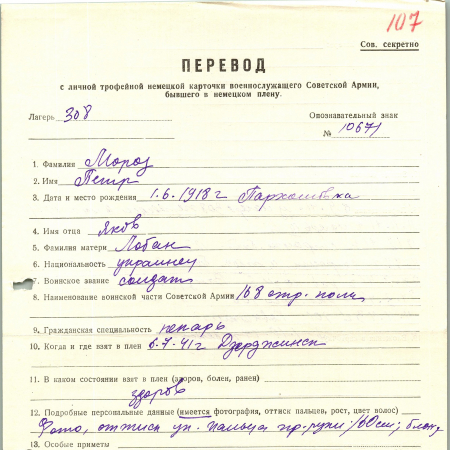 107
Сов. секретно
ПЕРЕВОД
с личной трофейной немецкой карточки военнослужащего Советской Армии,
бывшего в немецком плену.
Лагерь 308
Опознавательный знак
№ 10671
1. Фамилия Мороз
2. Имя Петр
3. Дата и место рождения 1.6.1918 г Пархомовка
4. Имя отца Яков
5. Фамилия матери Лобан
6. Национальность украинец
7. Воинское звание солдат
8. Наименование воинской части Советской Армии 168 стр. полк
9. Гражданская специальность пекарь
10. Когда и где взят в плен 6.7.41 г Дзержинск
11. В каком состоянии взят в плен (здоров, болен, ранен)
здоров
12. Подробные персональные данные (имеется фотография, оттиск пальцев, рост, цвет волос)
Фото, оттиск ук. пальца пр. руки; 160 см;
13. Особые приметы